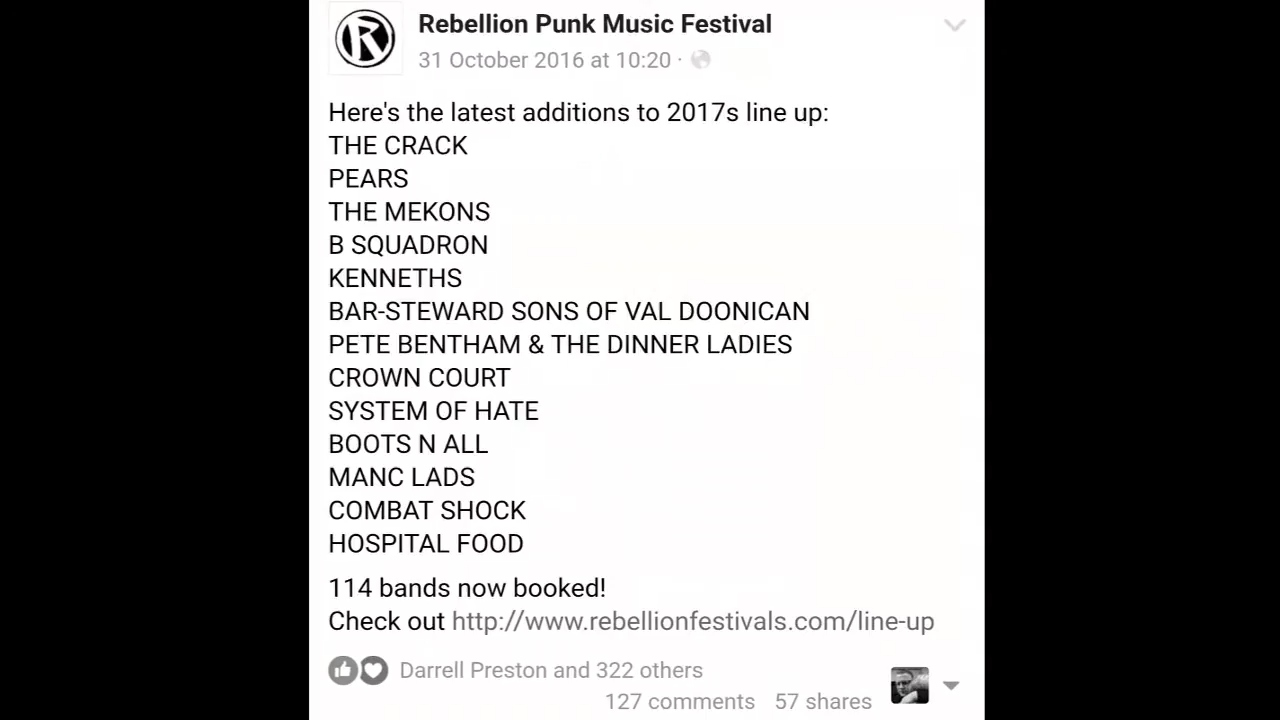 Rebellion Punk Music Festival
31 October 2016 at 10:20 ·
Here's the latest additions to 2017s line up:
THE CRACK
PEARS
THE MEKONS
B SQUADRON
KENNETHS
BAR-STEWARD SONS OF VAL DOONICAN
PETE BENTHAM & THE DINNER LADIES
CROWN COURT
SYSTEM OF HATE
BOOTS N ALL
MANC LADS
COMBAT SHOCK
HOSPITAL FOOD
114 bands now booked!
Check out http://www.rebellionfestivals.com/line-up
Darrell Preston and 322 others
127 comments 57 shares